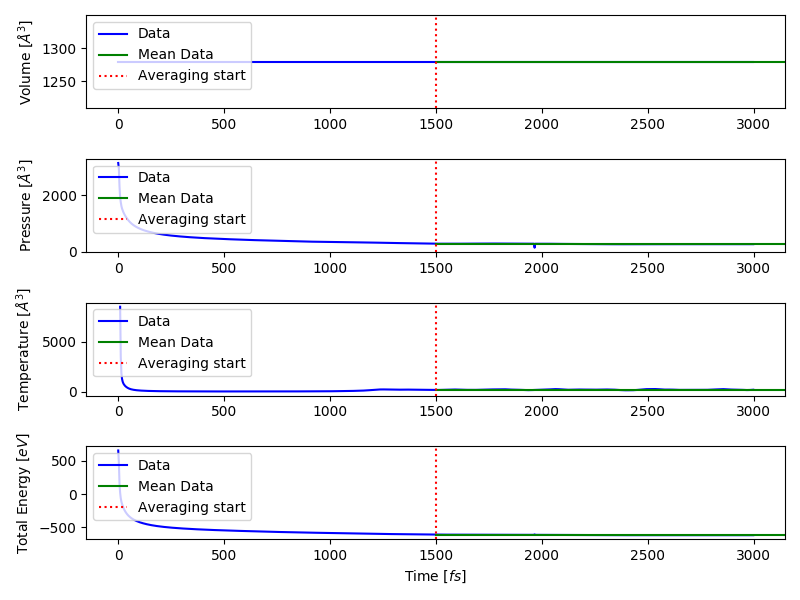 Volume [Å³]
1300
1250
Data
Mean Data
Averaging start
0 500 1000 1500 2000 2500 3000
Pressure [Å³]
2000
0
Data
Mean Data
Averaging start
0 500 1000 1500 2000 2500 3000
Temperature [Å³]
5000
0
Data
Mean Data
Averaging start
0 500 1000 1500 2000 2500 3000
Total Energy [eV]
500
0
−500
Data
Mean Data
Averaging start
0 500 1000 1500 2000 2500 3000
Time [fs]